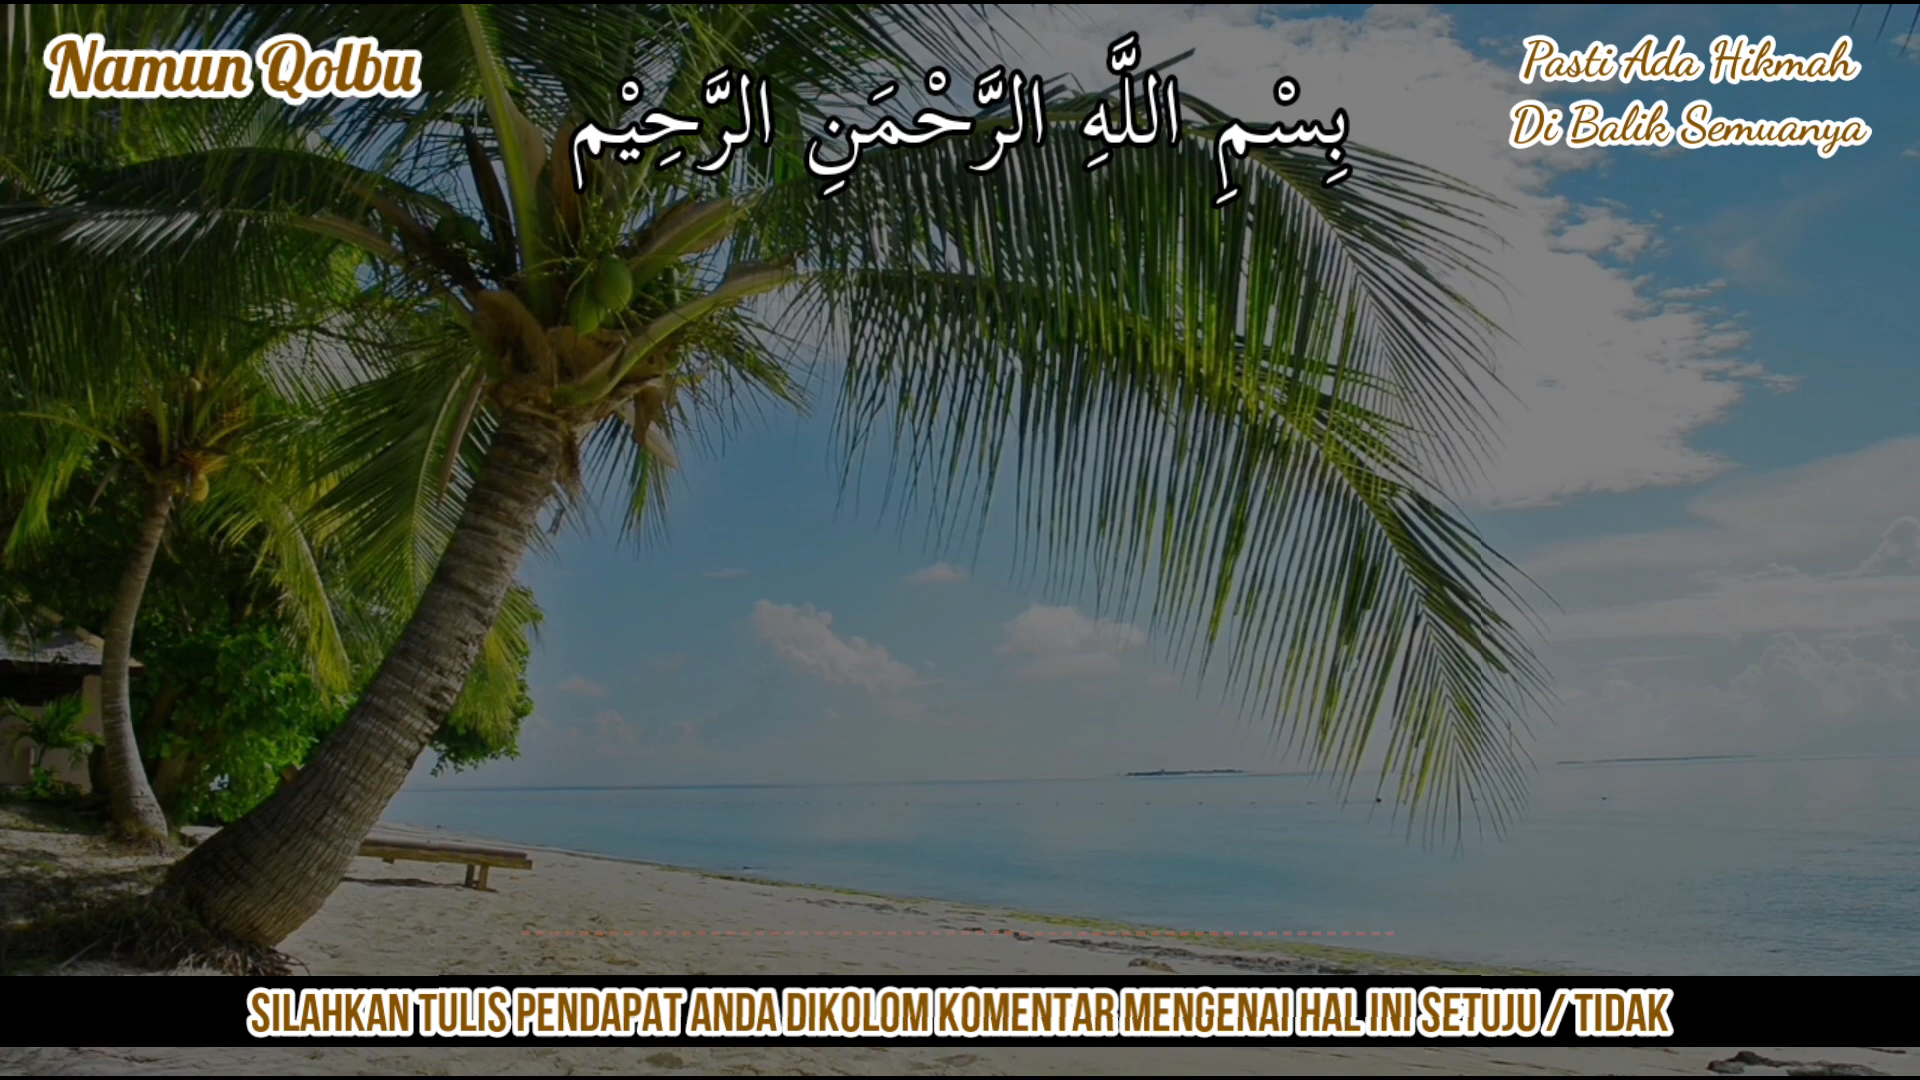 Namun Qolbu
بِسْمِ اللَّهِ الرَّحْمَنِ الرَّحِيْم
Pasti Ada Hikmah
Di Balik Semuanya
SILAHKAN TULIS PENDAPAT ANDA DIKOLOM KOMENTAR MENGENAI HAL INI SETUJU / TIDAK